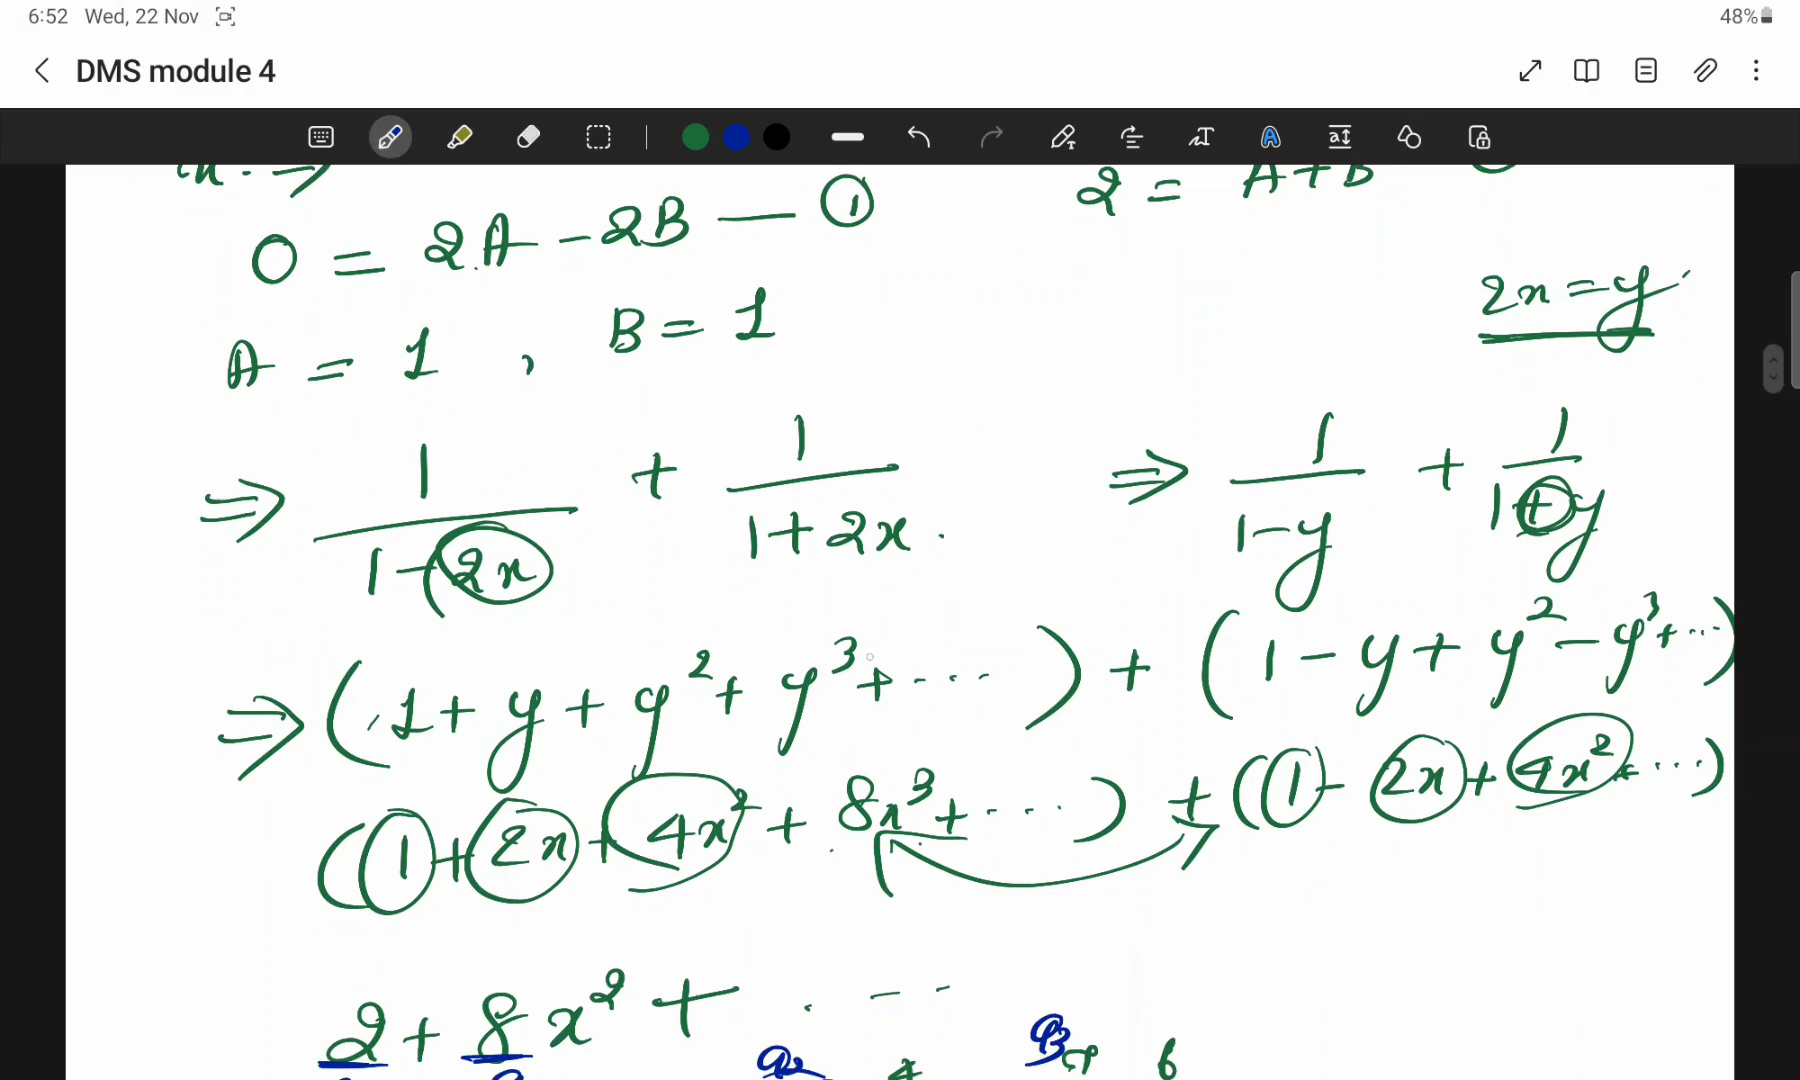 6:52 Wed, 22 Nov 48%
DMS module 4
2 = A+B
0 = 2A - 2B — ①
2x = y
A = 1 , B = 1
⇒ 1/(1-2x) + 1/(1+2x) . ⇒ 1/(1-y) + 1/(1+y)
⇒ (1+y+y²+y³+...) + (1-y+y²-y³+...)
(1+2x+4x²+8x³+...) + (1-2x+4x²+...)
2 + 8x² + ...